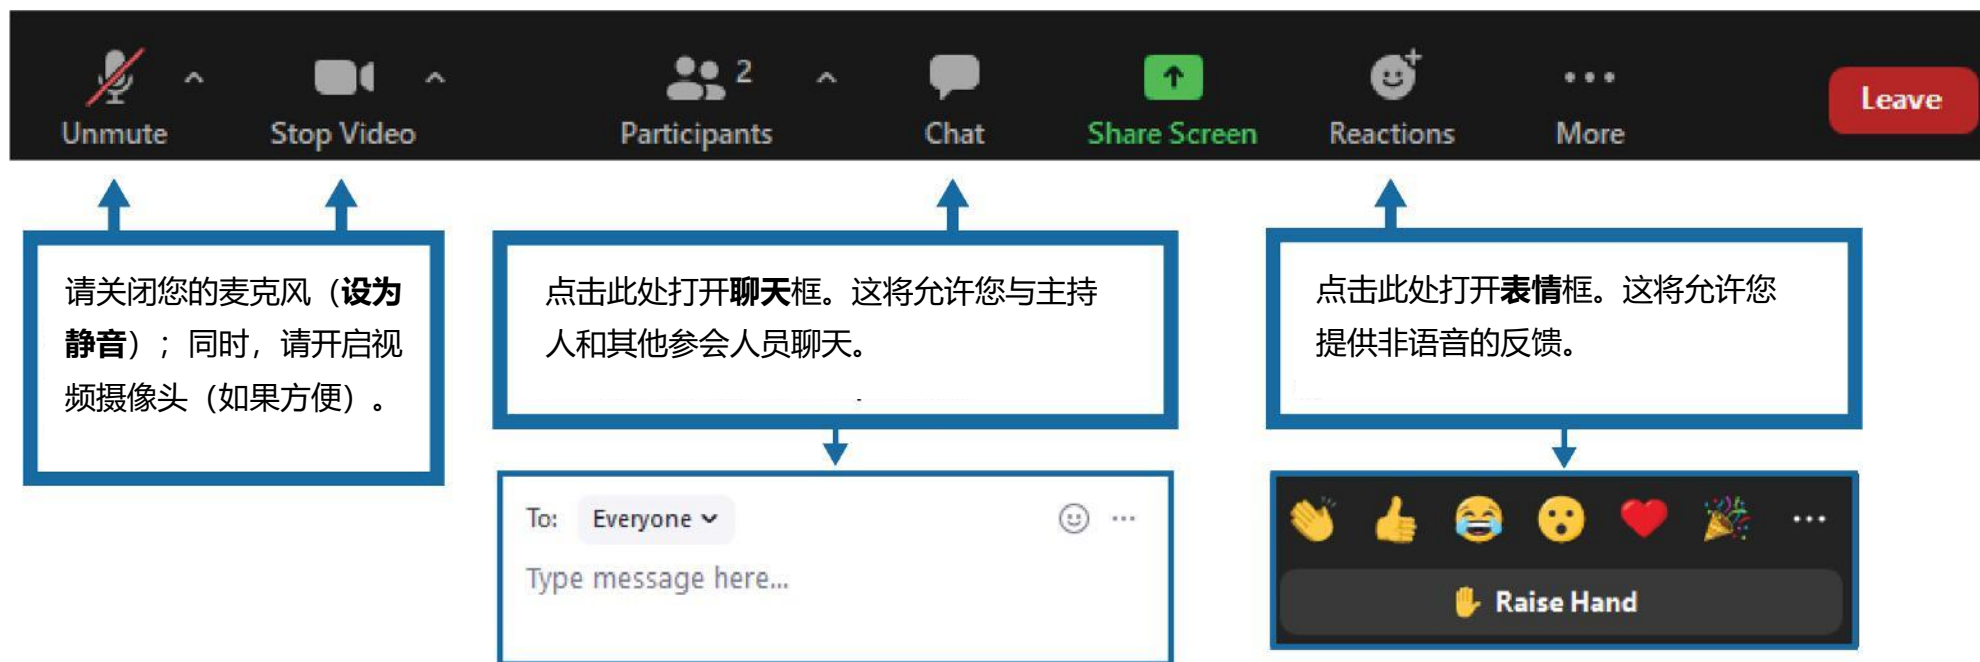 2
Unmute
Stop Video
Participants
Chat
Share Screen
Reactions
More
Leave
请关闭您的麦克风（设为
静音）；同时，请开启视
频摄像头（如果方便）。
点击此处打开聊天框。这将允许您与主持
人和其他参会人员聊天。
点击此处打开表情框。这将允许您
提供非语音的反馈。
To: Everyone
Type message here...
Raise Hand